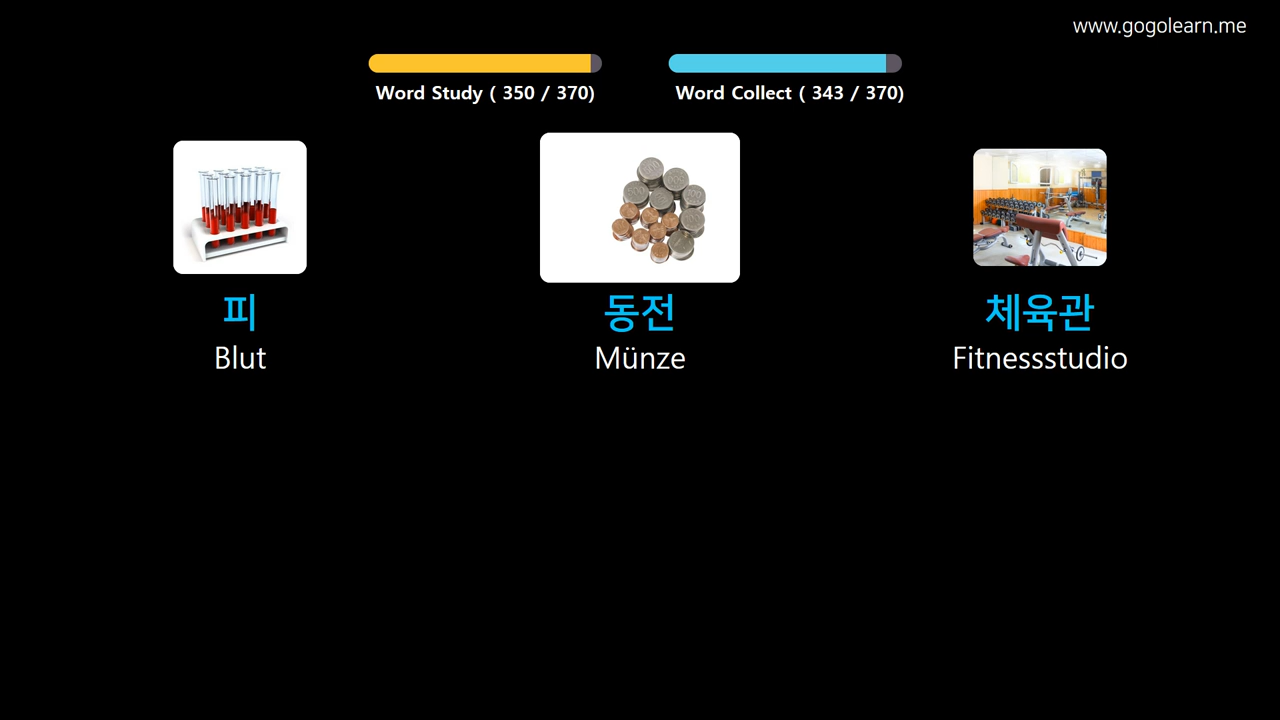 www.gogolearn.me
Word Study ( 350 / 370)
Word Collect ( 343 / 370)
피
동전
체육관
Blut
Münze
Fitnessstudio